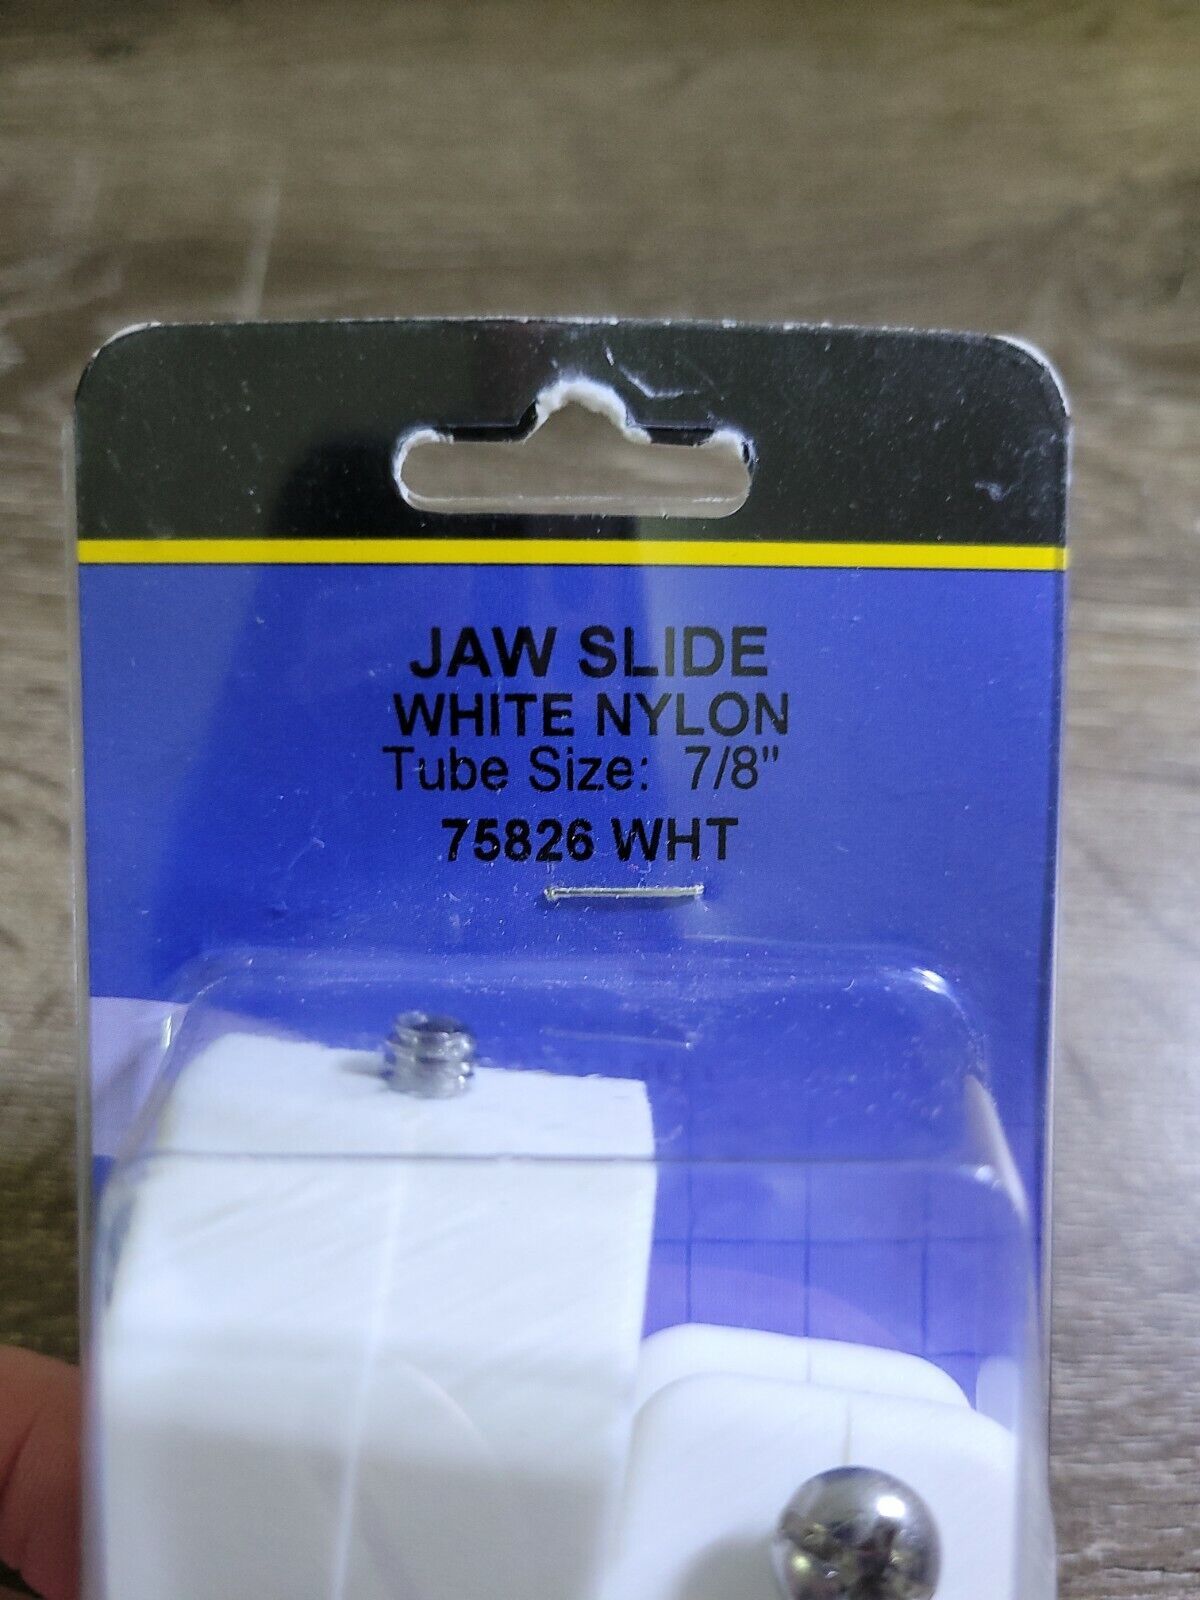 JAW SLIDE
WHITE NYLON
Tube Size: 7/8"
75826 WHT